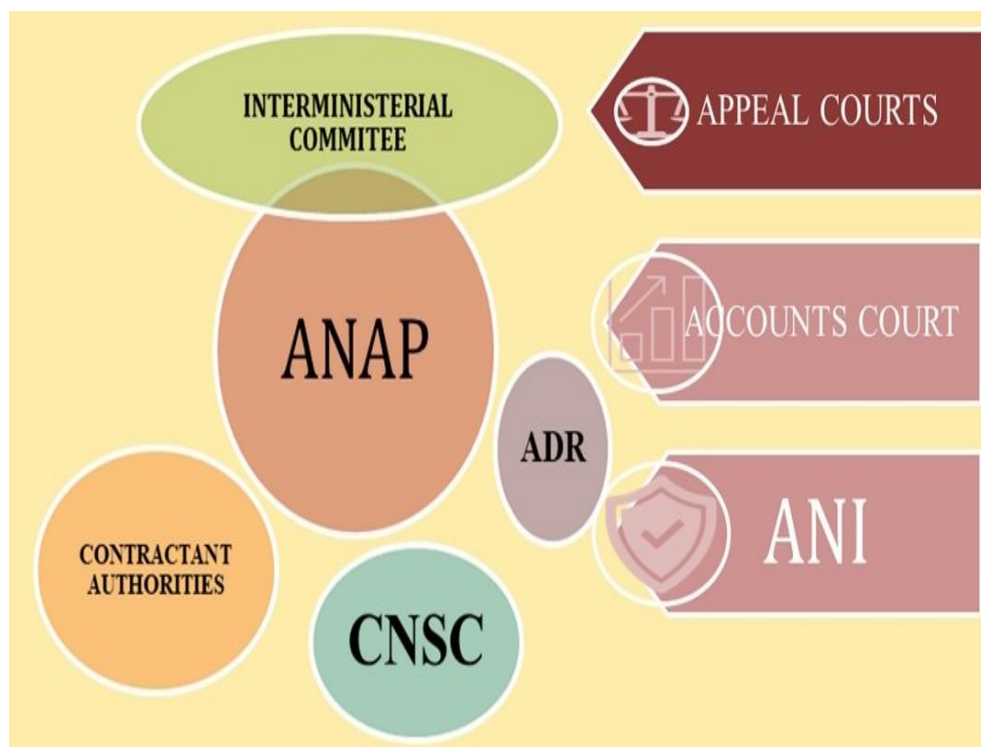 INTERMINISTERIAL
COMMITEE
APPEAL COURTS
ANAP
ACCOUNTS COURT
ADR
ANI
CONTRACTANT
AUTHORITIES
CNSC